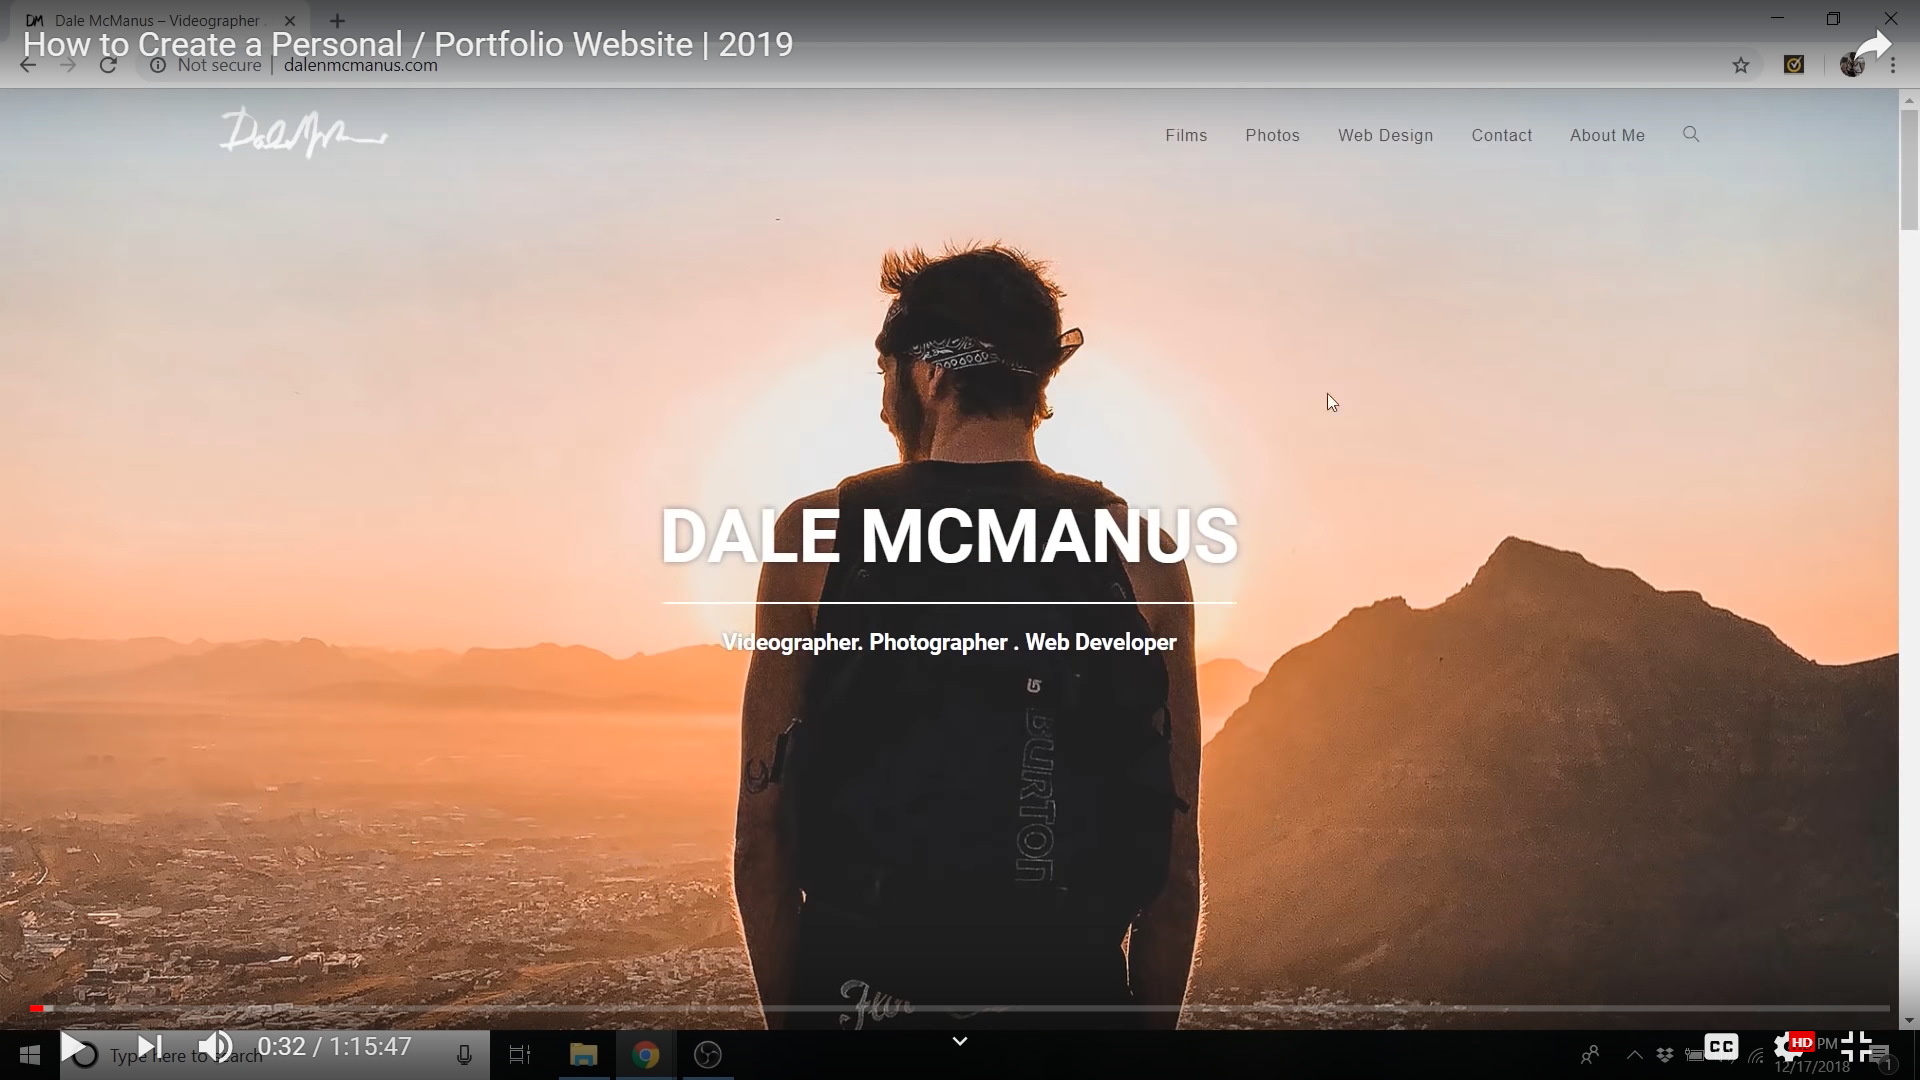 DM Dale McManus – Videographer
How to Create a Personal / Portfolio Website | 2019
Not secure | dalenmcmanus.com
Films Photos Web Design Contact About Me
DALE MCMANUS
Videographer. Photographer . Web Developer
BURTON
0:32 / 1:15:47
Type here to search
CC
HD
PM
12/17/2018
1